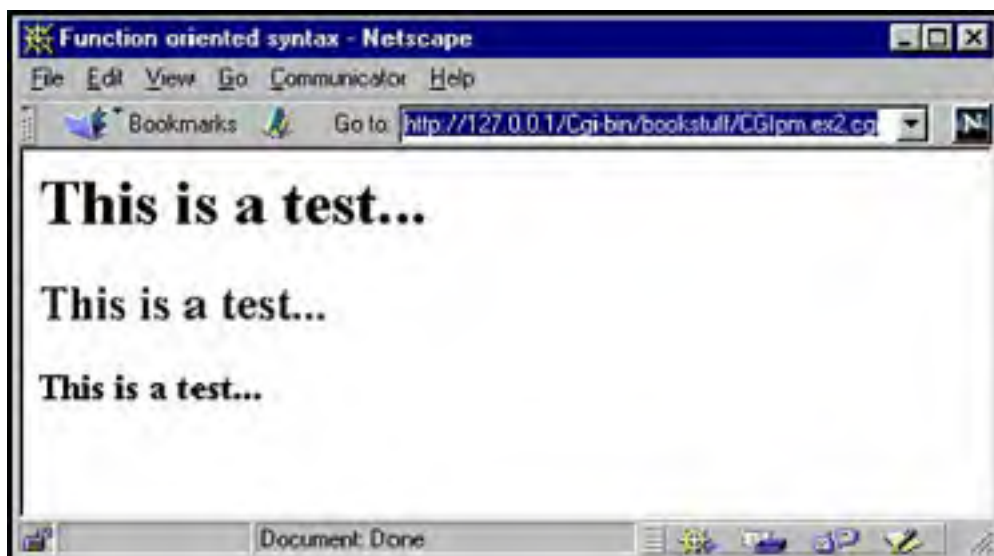 Function oriented syntax - Netscape
File Edit View Go Communicator Help
Bookmarks Go to http://127.0.0.1/Cgi-bin/bookstuff/CGIpm.ex2.cg
N
This is a test...
This is a test...
This is a test...
Document: Done